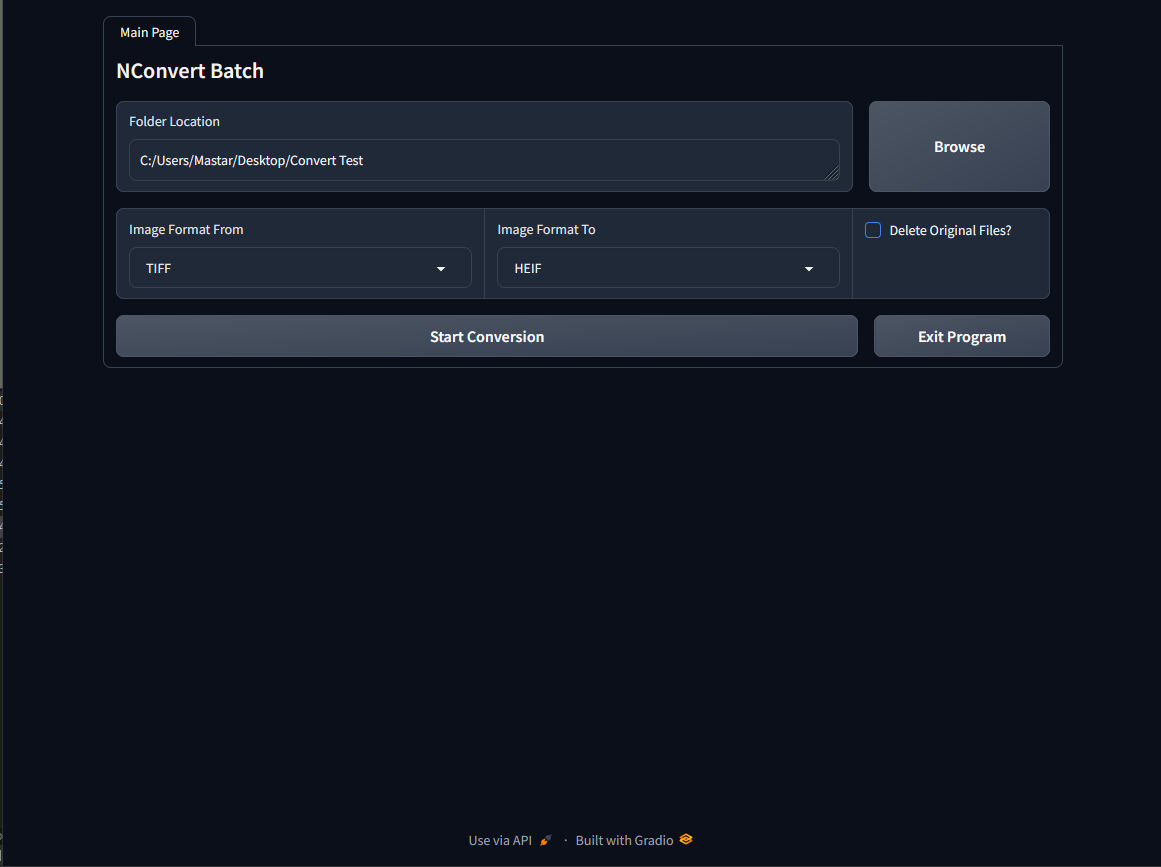 Main Page
NConvert Batch
Folder Location
C:/Users/Mastar/Desktop/Convert Test
Browse
Image Format From
Image Format To
Delete Original Files?
TIFF
HEIF
Start Conversion
Exit Program
Use via API · Built with Gradio